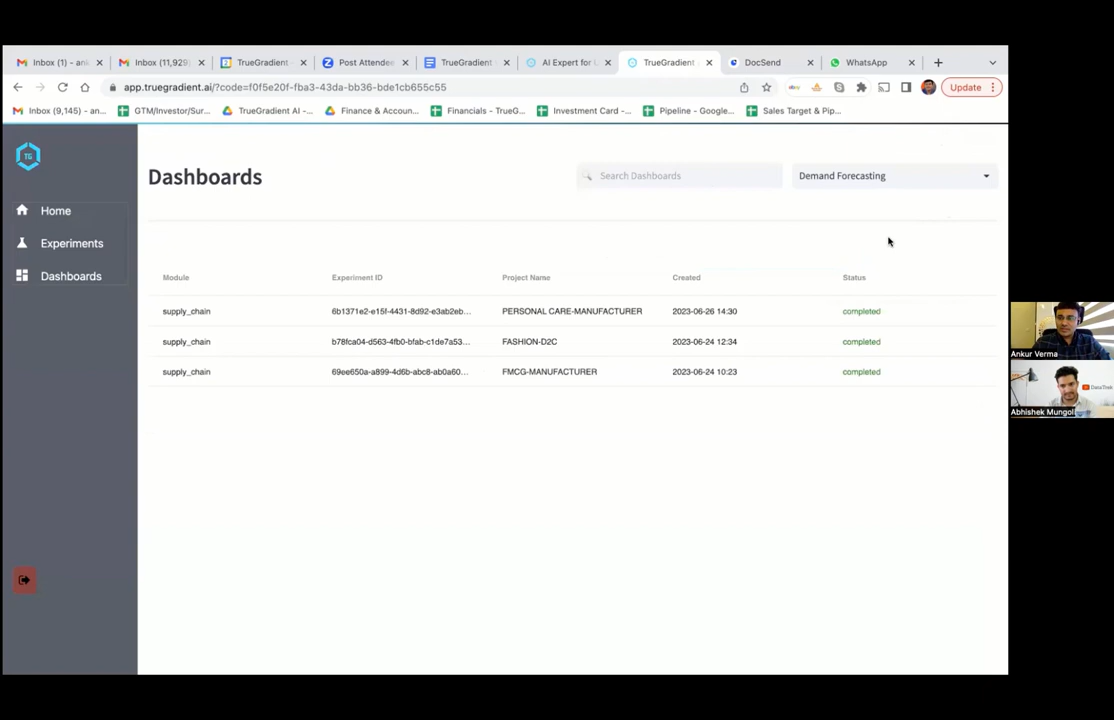 Inbox (1) - ank
Inbox (11,929)
TrueGradient
Post Attendee
TrueGradient
AI Expert for U
TrueGradient
DocSend
WhatsApp
app.truegradient.ai/?code=f0f5e20f-fba3-43da-bb36-bde1cb655c55
Update
Inbox (9,145) – an...
GTM/Investor/Sur...
TrueGradient AI -...
Finance & Accoun...
Financials - TrueG...
Investment Card -...
Pipeline - Google...
Sales Target & Pip...
TG
Dashboards
Search Dashboards
Demand Forecasting
Home
Experiments
Dashboards
Module
Experiment ID
Project Name
Created
Status
supply_chain
6b1371e2-e15f-4431-8d92-e3ab2eb...
PERSONAL CARE-MANUFACTURER
2023-06-26 14:30
completed
supply_chain
b78fca04-d563-4fb0-bfab-c1de7a53...
FASHION-D2C
2023-06-24 12:34
completed
supply_chain
69ee650a-a899-4d6b-abc8-ab0a60...
FMCG-MANUFACTURER
2023-06-24 10:23
completed
Ankur Verma
DataTrek
Abhishek Mungoli